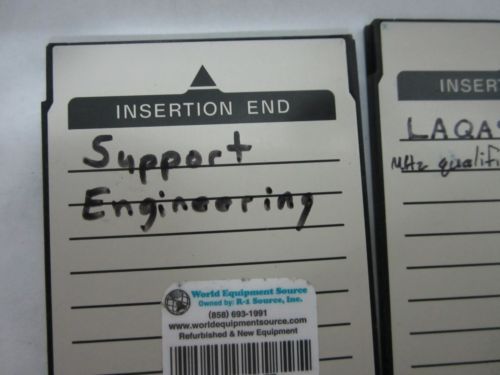 INSERTION END
Support
Engineering
World Equipment Source
Owned by: R-1 Source, Inc.
(858) 693-1991
www.worldequipmentsource.com
Refurbished & New Equipment
INSER
LAQA
MHz qualifi